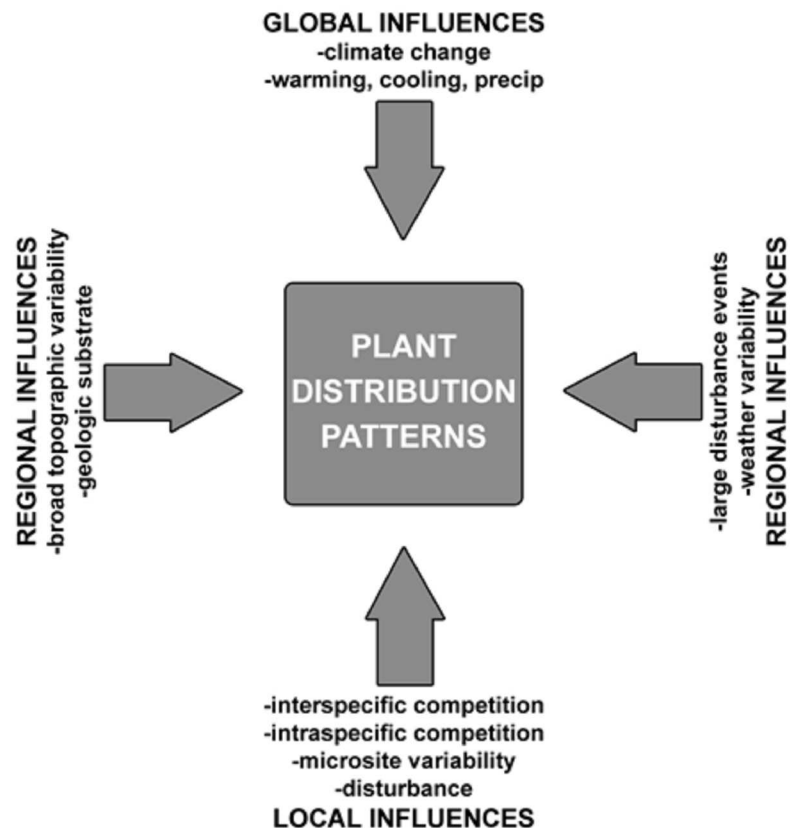 GLOBAL INFLUENCES
-climate change
-warming, cooling, precip
REGIONAL INFLUENCES
-broad topographic variability
-geologic substrate
PLANT
DISTRIBUTION
PATTERNS
-large disturbance events
-weather variability
REGIONAL INFLUENCES
-interspecific competition
-intraspecific competition
-microsite variability
-disturbance
LOCAL INFLUENCES